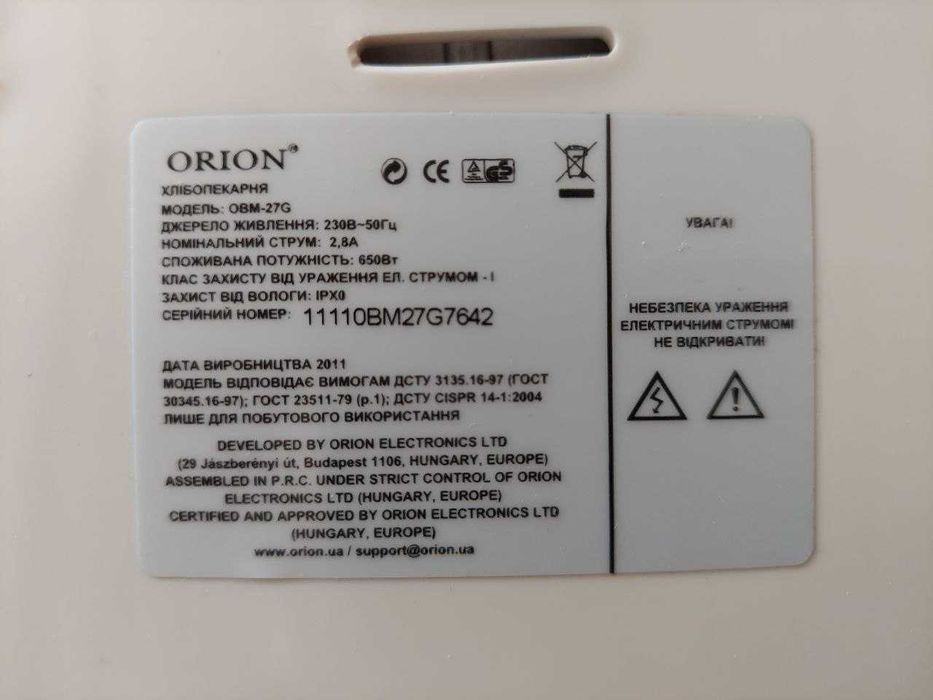 ORION®
ХЛІБОПЕКАРНЯ
МОДЕЛЬ: OBM-27G
ДЖЕРЕЛО ЖИВЛЕННЯ: 230В~50Гц
НОМІНАЛЬНИЙ СТРУМ: 2,8А
СПОЖИВАНА ПОТУЖНІСТЬ: 650Вт
КЛАС ЗАХИСТУ ВІД УРАЖЕННЯ ЕЛ. СТРУМОМ - I
ЗАХИСТ ВІД ВОЛОГИ: IPX0
СЕРІЙНИЙ НОМЕР: 11110BM27G7642
ДАТА ВИРОБНИЦТВА 2011
МОДЕЛЬ ВІДПОВІДАЄ ВИМОГАМ ДСТУ 3135.16-97 (ГОСТ
30345.16-97); ГОСТ 23511-79 (р.1); ДСТУ CISPR 14-1:2004
ЛИШЕ ДЛЯ ПОБУТОВОГО ВИКОРИСТАННЯ
DEVELOPED BY ORION ELECTRONICS LTD
(29 Jászberényi út, Budapest 1106, HUNGARY, EUROPE)
ASSEMBLED IN P.R.C. UNDER STRICT CONTROL OF ORION
ELECTRONICS LTD (HUNGARY, EUROPE)
CERTIFIED AND APPROVED BY ORION ELECTRONICS LTD
(HUNGARY, EUROPE)
www.orion.ua / support@orion.ua
CE
GS
УВАГА!
НЕБЕЗПЕКА УРАЖЕННЯ
ЕЛЕКТРИЧНИМ СТРУМОМ!
НЕ ВІДКРИВАТИ!